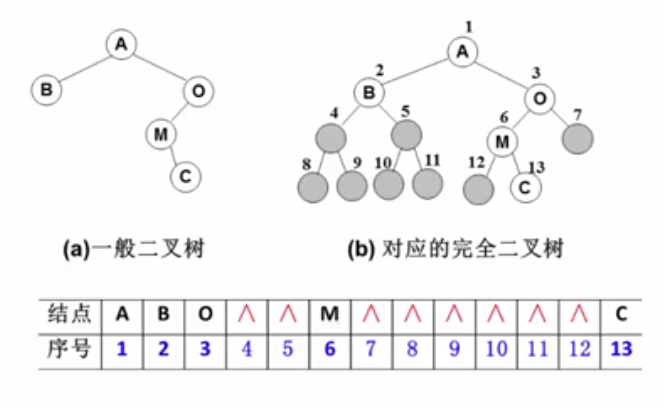 A
B
O
M
C
1
A
2
3
B
O
4
5
6
7
M
8
9
10
11
12
13
C
(a)一般二叉树
(b) 对应的完全二叉树
结点 A B O ∧ ∧ M ∧ ∧ ∧ ∧ ∧ ∧ C
序号 1 2 3 4 5 6 7 8 9 10 11 12 13